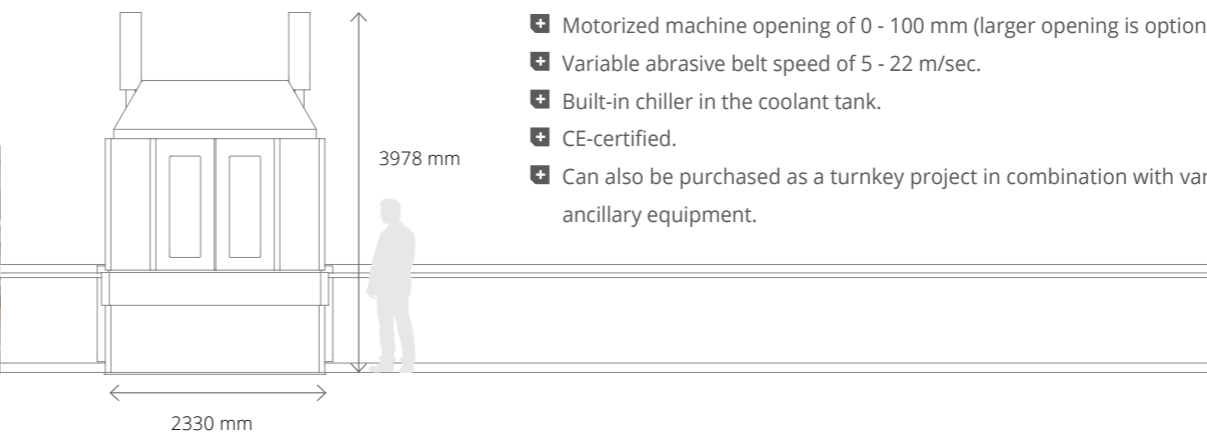 Motorized machine opening of 0 - 100 mm (larger opening is option
Variable abrasive belt speed of 5 - 22 m/sec.
Built-in chiller in the coolant tank.
CE-certified.
Can also be purchased as a turnkey project in combination with var
ancillary equipment.
3978 mm
2330 mm